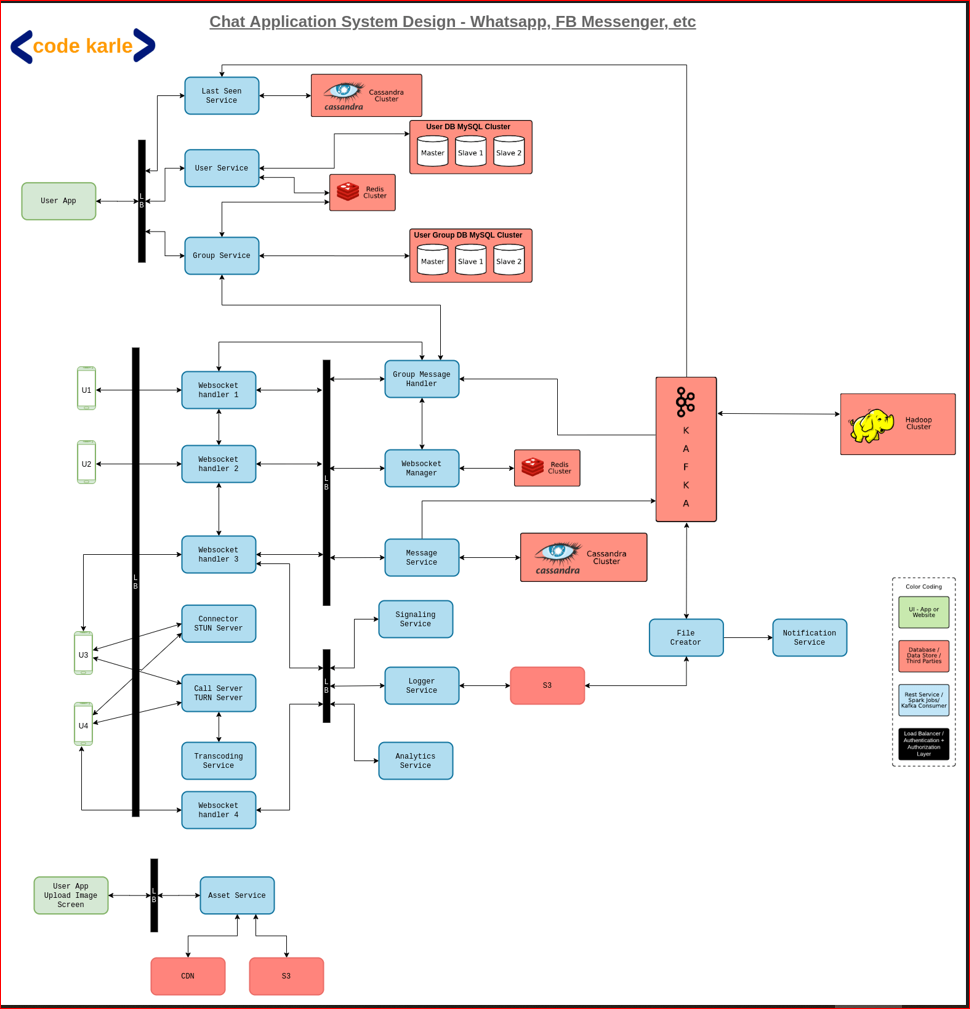 Chat Application System Design - Whatsapp, FB Messenger, etc
code karle
Last Seen
Service
cassandra
Cassandra
Cluster
User DB MySQL Cluster
Master
Slave 1
Slave 2
User Service
Redis
Cluster
User App
L
B
Group Service
User Group DB MySQL Cluster
Master
Slave 1
Slave 2
U1
Websocket
handler 1
Group Message
Handler
U2
Websocket
handler 2
L
B
Websocket
Manager
Redis
Cluster
K
A
F
K
A
Hadoop
Cluster
Websocket
handler 3
Message
Service
cassandra
Cassandra
Cluster
L
B
Connector
STUN Server
Signaling
Service
File
Creator
Notification
Service
U3
Call Server
TURN Server
L
B
Logger
Service
S3
U4
Transcoding
Service
Analytics
Service
Websocket
handler 4
Color Coding
UI - App or
Website
Database /
Data Store /
Third Parties
Rest Service /
Spark Jobs/
Kafka Consumer
Load Balancer /
Authentication +
Authorization
Layer
User App
Upload Image
Screen
L
B
Asset Service
CDN
S3